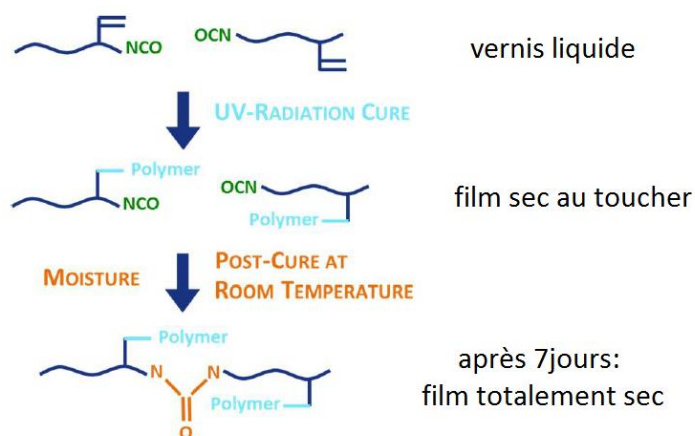 NCO
OCN
vernis liquide
UV-RADIATION CURE
Polymer
NCO
OCN
Polymer
film sec au toucher
MOISTURE
POST-CURE AT
ROOM TEMPERATURE
Polymer
N
N
O
Polymer
après 7jours:
film totalement sec